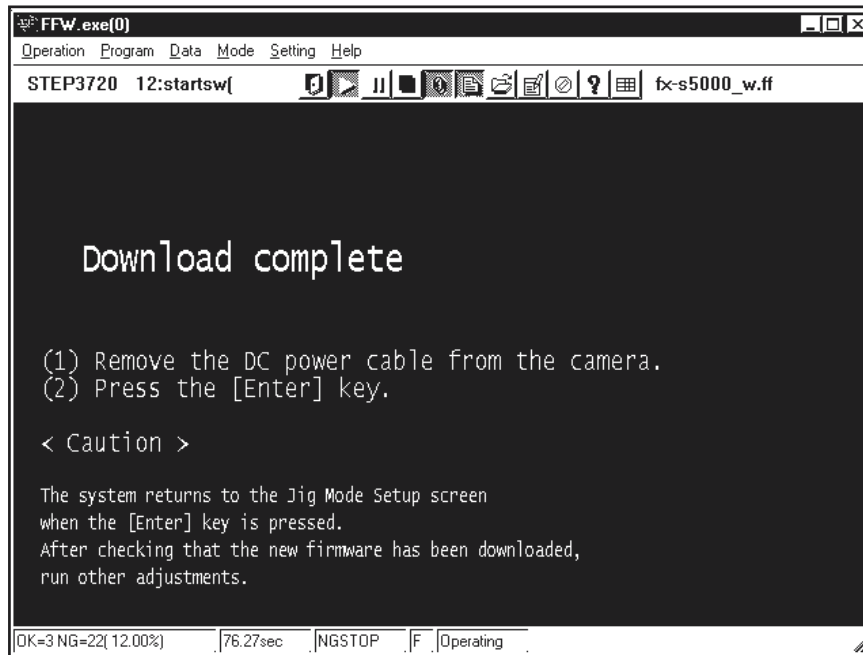 FFW.exe(0)
Operation Program Data Mode Setting Help
STEP3720 12:startsw( fx-s5000_w.ff
Download complete
(1) Remove the DC power cable from the camera.
(2) Press the [Enter] key.
< Caution >
The system returns to the Jig Mode Setup screen
when the [Enter] key is pressed.
After checking that the new firmware has been downloaded,
run other adjustments.
OK=3 NG=22( 12.00%) 76.27sec NGSTOP F Operating